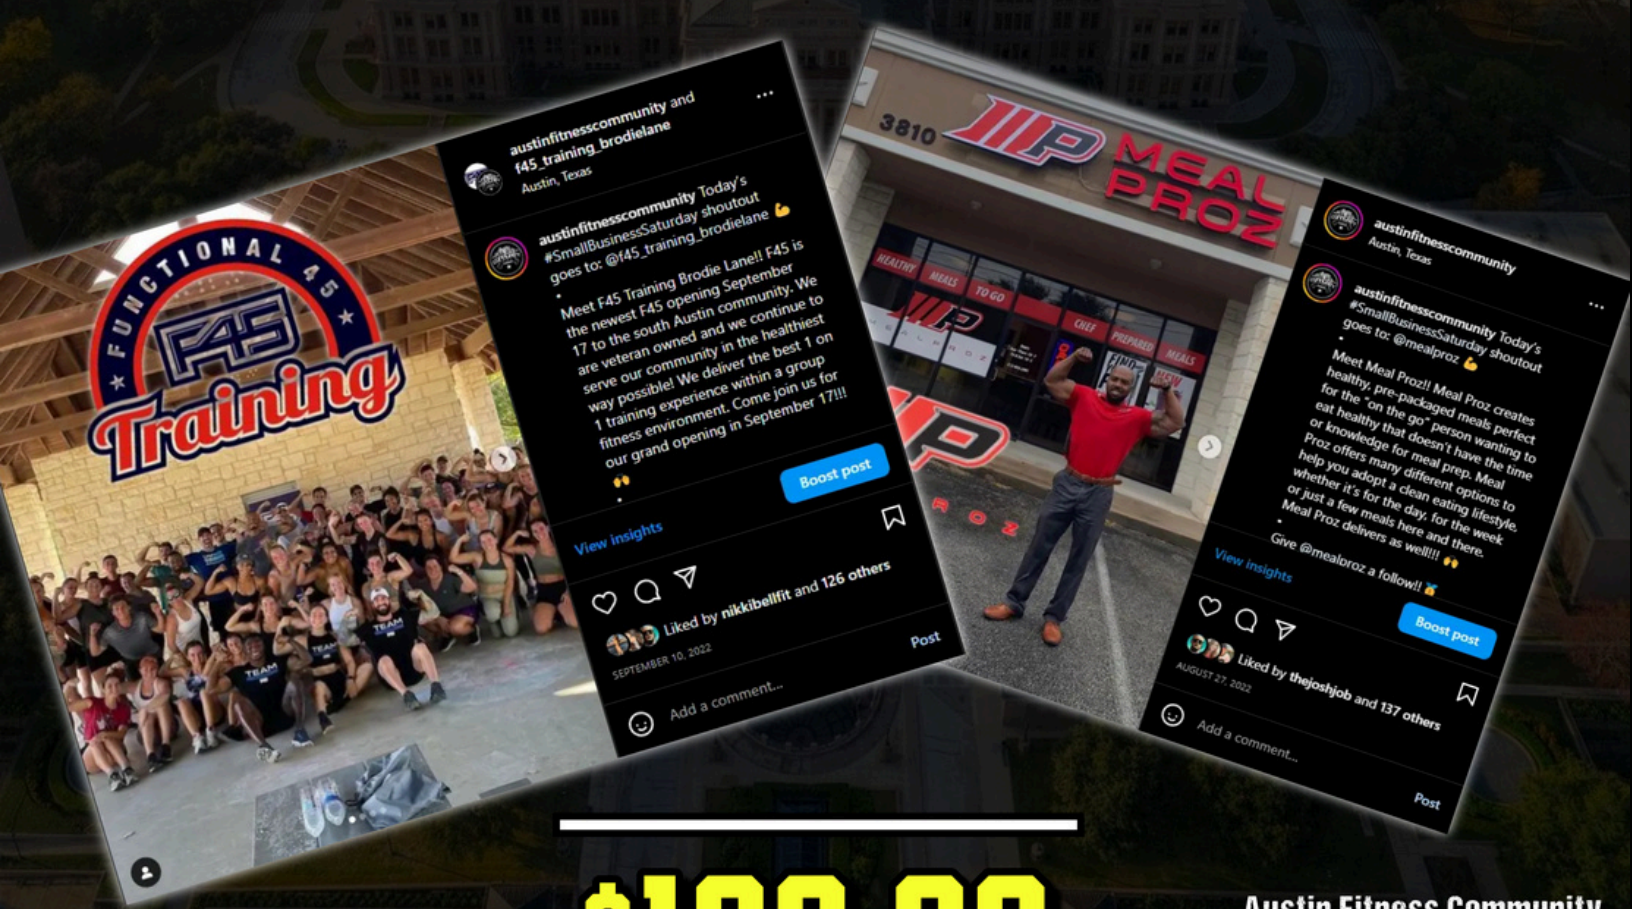 FUNCTIONAL 45
F45
Training
austinfitnesscommunity and
f45_training_brodielane
Austin, Texas
austinfitnesscommunity Today's
#SmallBusinessSaturday shoutout
goes to: @f45_training_brodielane 💪
•
Meet F45 Training Brodie Lane!! F45 is
the newest F45 opening September
17 to the south Austin community. We
are veteran owned and we continue to
serve our community in the healthiest
way possible! We deliver the best 1 on
1 training experience within a group
fitness environment. Come join us for
our grand opening in September 17!!!
🙌
•
Boost post
View insights
Liked by nikkibellfit and 126 others
SEPTEMBER 10, 2022
Add a comment...
Post
TEAM
TEAM
TEAM
3810
MEAL
PROZ
HEALTHY MEALS TO GO
CHEF PREPARED MEALS
MEALPROZ
P
ROZ
austinfitnesscommunity
Austin, Texas
austinfitnesscommunity Today's
#SmallBusinessSaturday shoutout
goes to: @mealproz 💪
•
Meet Meal Proz!! Meal Proz creates
healthy, pre-packaged meals perfect
for the "on the go" person wanting to
eat healthy that doesn't have the time
or knowledge for meal prep. Meal
Proz offers many different options to
help you adopt a clean eating lifestyle,
whether it's for the day, for the week
or just a few meals here and there.
Meal Proz delivers as well!!! 🙌
•
Give @mealproz a follow!! 🥇
View insights
Boost post
Liked by thejoshjob and 137 others
AUGUST 27, 2022
Add a comment...
Post
Austin Fitness Community